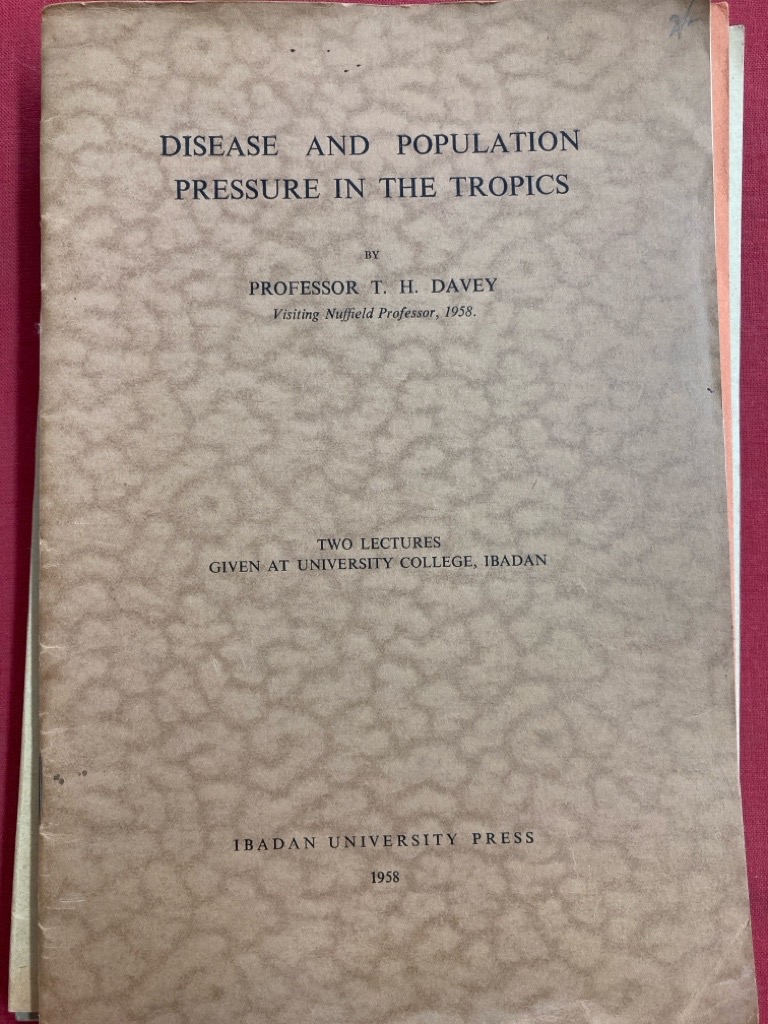 DISEASE AND POPULATION
PRESSURE IN THE TROPICS
BY
PROFESSOR T. H. DAVEY
Visiting Nuffield Professor, 1958.
TWO LECTURES
GIVEN AT UNIVERSITY COLLEGE, IBADAN
IBADAN UNIVERSITY PRESS
1958